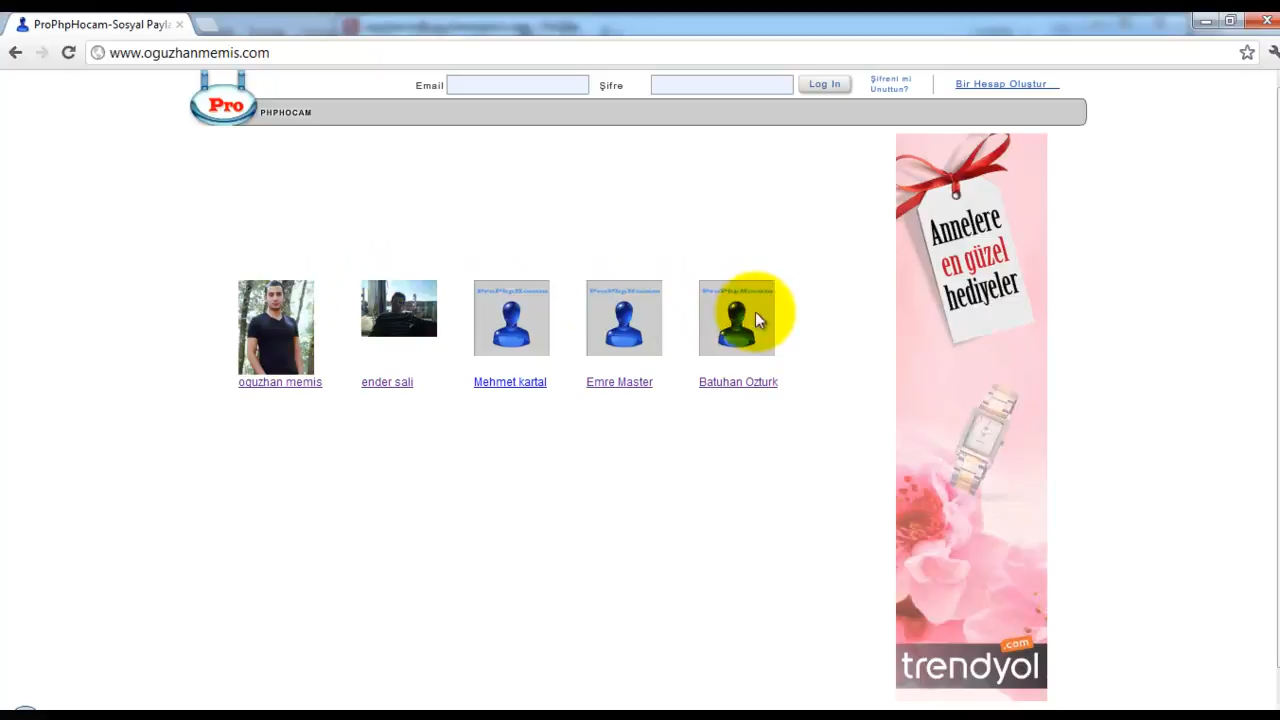 ProPhpHocam-Sosyal Payla
www.oguzhanmemis.com
Email
Şifre
Log In
Şifreni mi
Unuttun?
Bir Hesap Oluştur
Pro
PHPHOCAM
Annelere
en güzel
hediyeler
oguzhan memis
ender sali
Mehmet kartal
Emre Master
Batuhan Ozturk
.com
trendyol